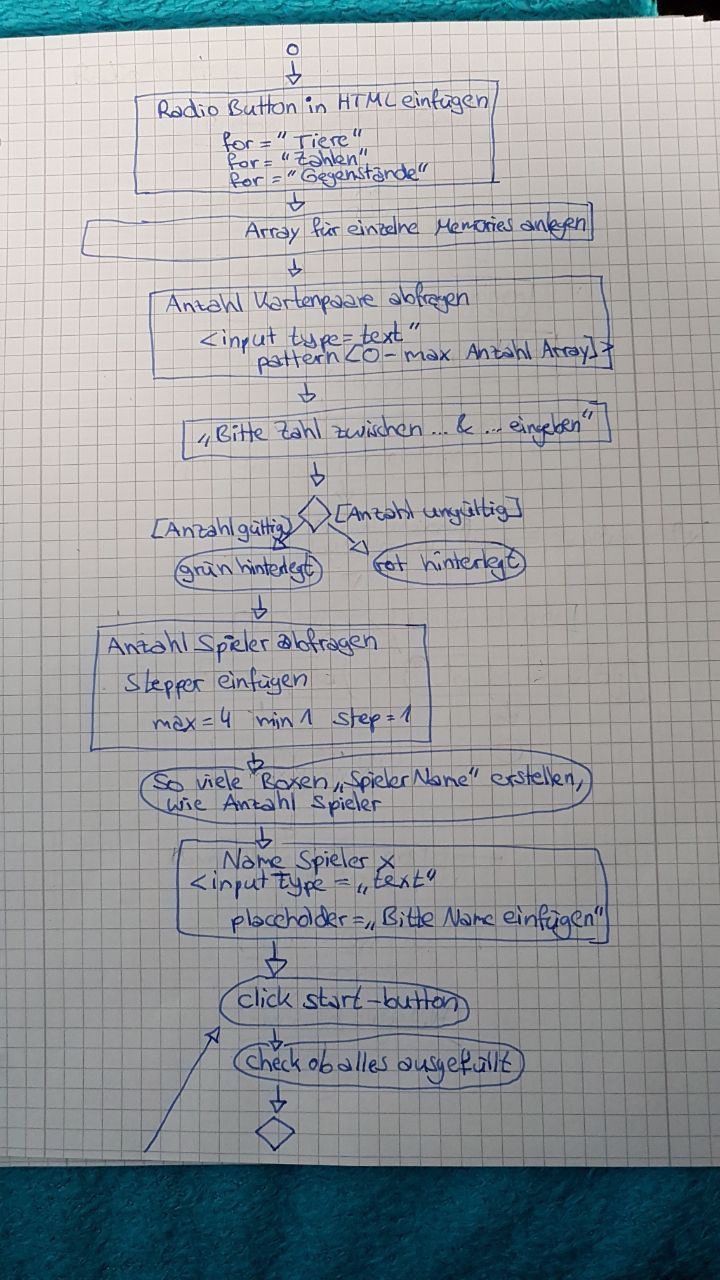 Radio Button in HTML einfügen
for="Tiere"
for="Zahlen"
for="Gegenstände"
Array für einzelne Memories anlegen
Anzahl Kartenpaare abfragen
<input type=text"
pattern[0-max Anzahl Array]}
„Bitte Zahl zwischen ... & ... eingeben"
[Anzahl gültig]
[Anzahl ungültig]
grün hinterlegt
rot hinterlegt
Anzahl Spieler abfragen
Stepper einfügen
max=4 min 1 step=1
So viele Boxen „Spieler Name" erstellen,
wie Anzahl Spieler
Name Spieler x
<input type=„text"
placeholder=„Bitte Name einfügen"
click start-button
check ob alles ausgefüllt